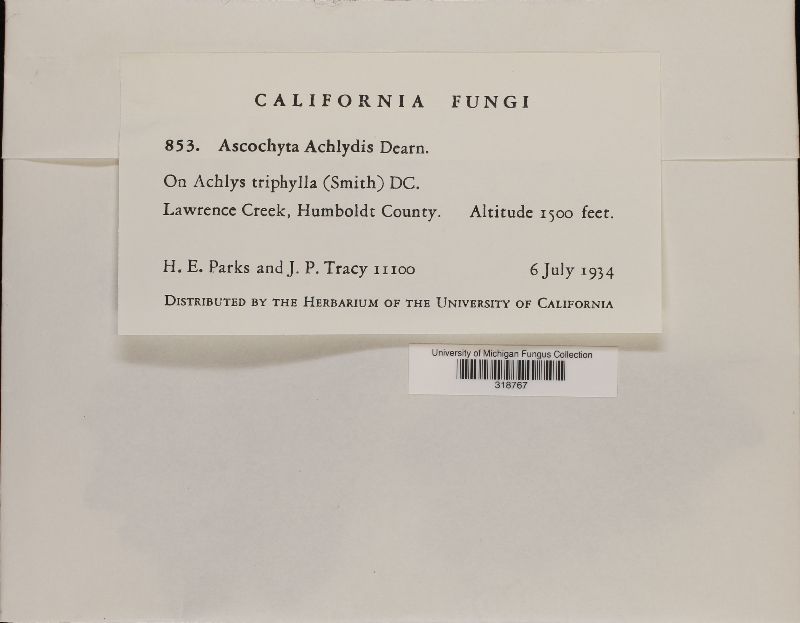 CALIFORNIA FUNGI
853. Ascochyta Achlydis Dearn.
On Achlys triphylla (Smith) DC.
Lawrence Creek, Humboldt County. Altitude 1500 feet.
H. E. Parks and J. P. Tracy 11100 6 July 1934
DISTRIBUTED BY THE HERBARIUM OF THE UNIVERSITY OF CALIFORNIA
University of Michigan Fungus Collection
318767